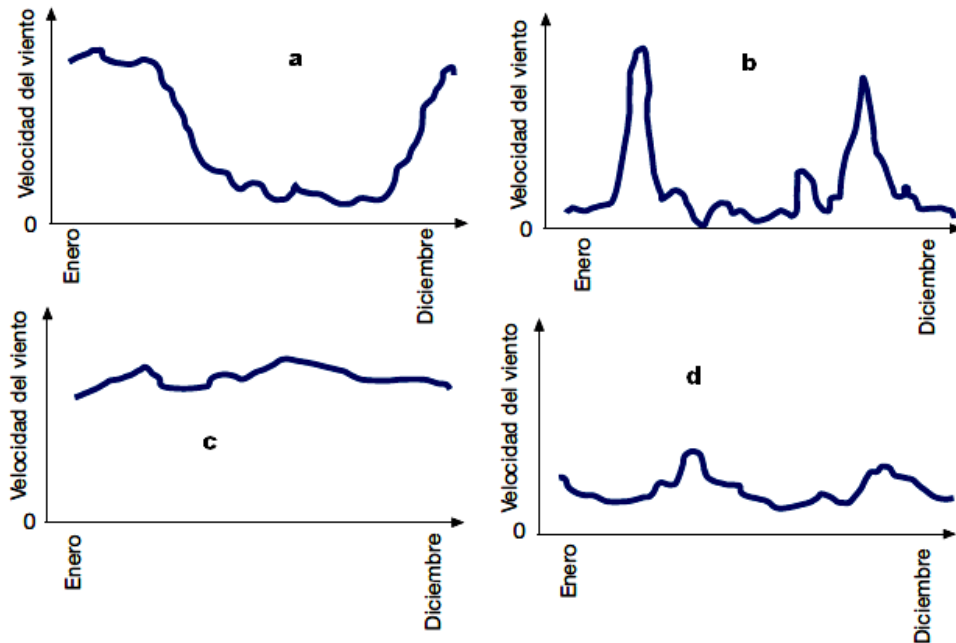 Velocidad del viento
a
0
Enero
Diciembre
Velocidad del viento
b
0
Enero
Diciembre
Velocidad del viento
c
0
Enero
Diciembre
Velocidad del viento
d
0
Enero
Diciembre